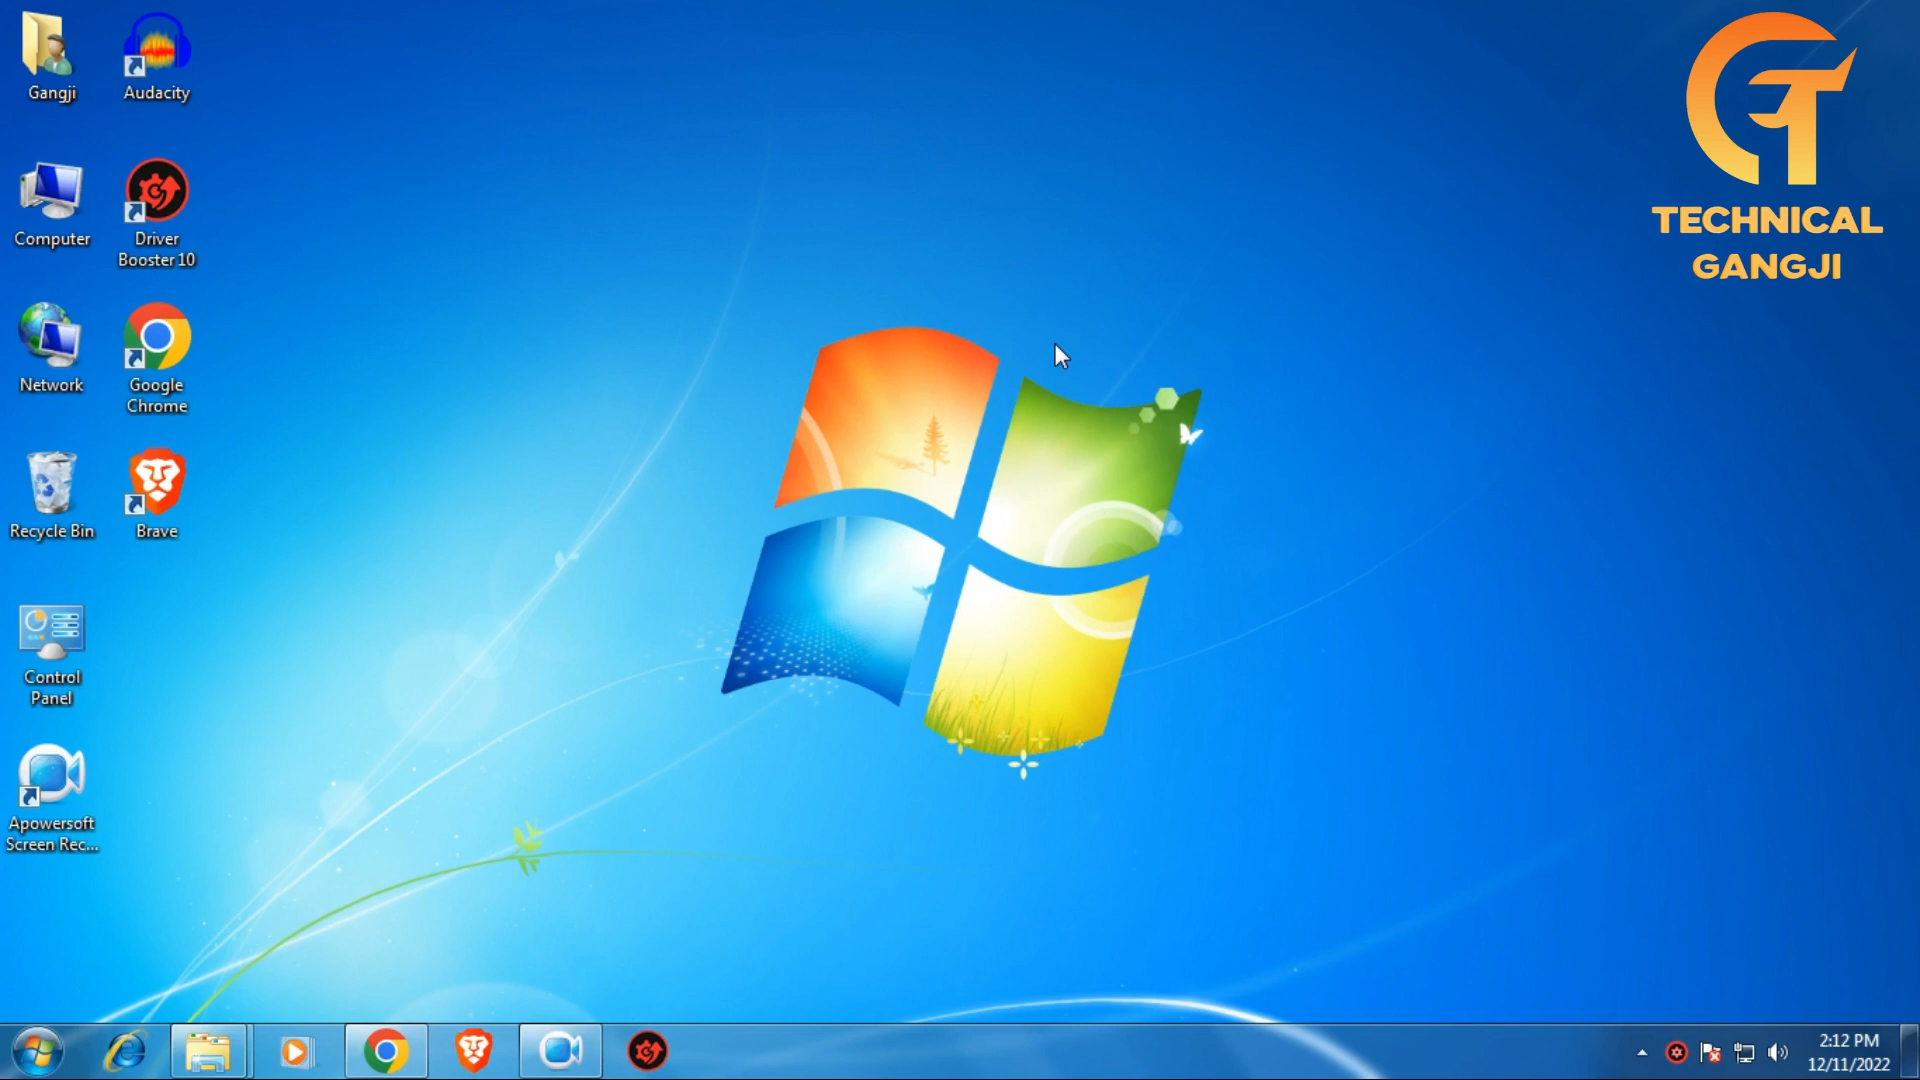 Gangji
Audacity
TECHNICAL
GANGJI
Computer
Driver
Booster 10
Network
Google
Chrome
Recycle Bin
Brave
Control
Panel
Apowersoft
Screen Rec...
2:12 PM
12/11/2022